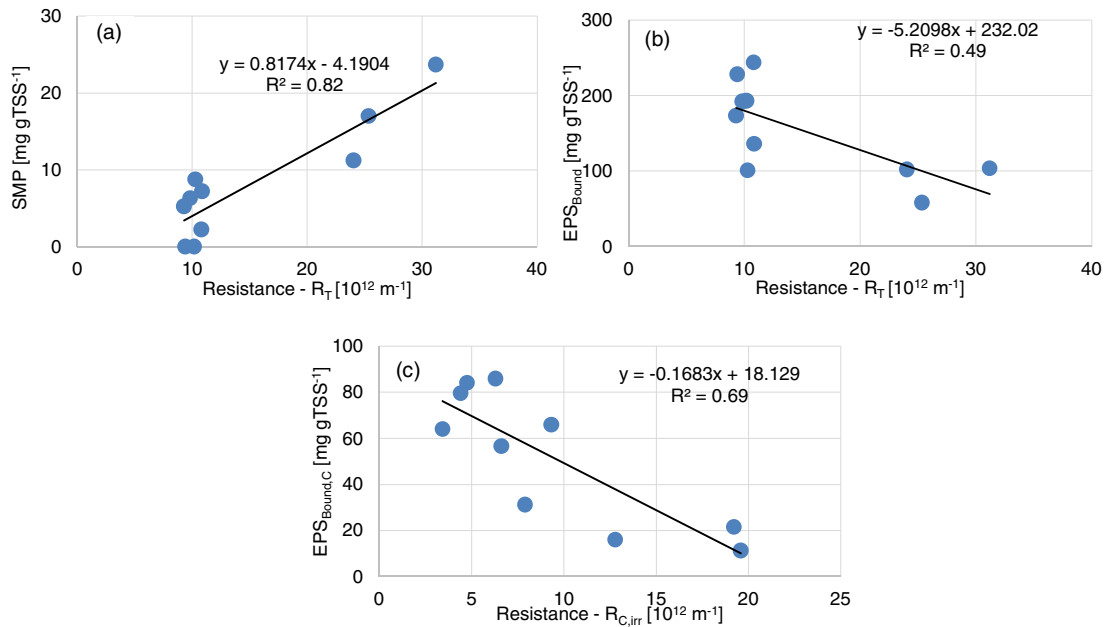 (a)
y = 0.8174x - 4.1904
R² = 0.82
30
20
10
0
SMP [mg gTSS⁻¹]
0 10 20 30 40
Resistance - R_T [10¹² m⁻¹]
(b)
y = -5.2098x + 232.02
R² = 0.49
300
200
100
0
EPS_Bound [mg gTSS⁻¹]
0 10 20 30 40
Resistance - R_T [10¹² m⁻¹]
(c)
y = -0.1683x + 18.129
R² = 0.69
100
80
60
40
20
0
EPS_Bound,C [mg gTSS⁻¹]
0 5 10 15 20 25
Resistance - R_C,irr [10¹² m⁻¹]